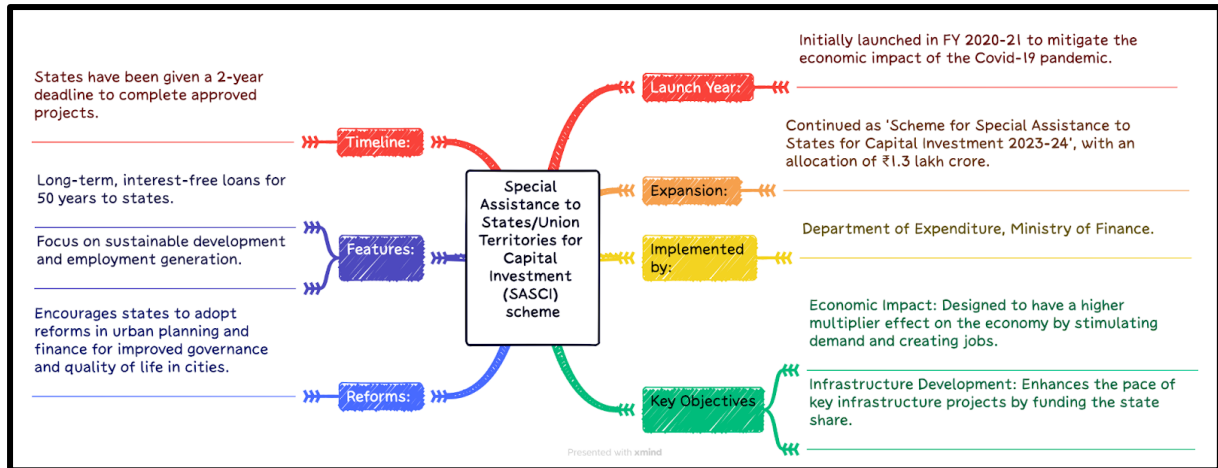 Special
Assistance to
States/Union
Territories for
Capital
Investment
(SASCI)
scheme
Launch Year:
Initially launched in FY 2020-21 to mitigate the
economic impact of the Covid-19 pandemic.
Expansion:
Continued as ‘Scheme for Special Assistance to
States for Capital Investment 2023-24’, with an
allocation of ₹1.3 lakh crore.
Implemented
by:
Department of Expenditure, Ministry of Finance.
Key Objectives
Economic Impact: Designed to have a higher
multiplier effect on the economy by stimulating
demand and creating jobs.
Infrastructure Development: Enhances the pace of
key infrastructure projects by funding the state
share.
Timeline:
States have been given a 2-year
deadline to complete approved
projects.
Features:
Long-term, interest-free loans for
50 years to states.
Focus on sustainable development
and employment generation.
Reforms:
Encourages states to adopt
reforms in urban planning and
finance for improved governance
and quality of life in cities.
Presented with xmind